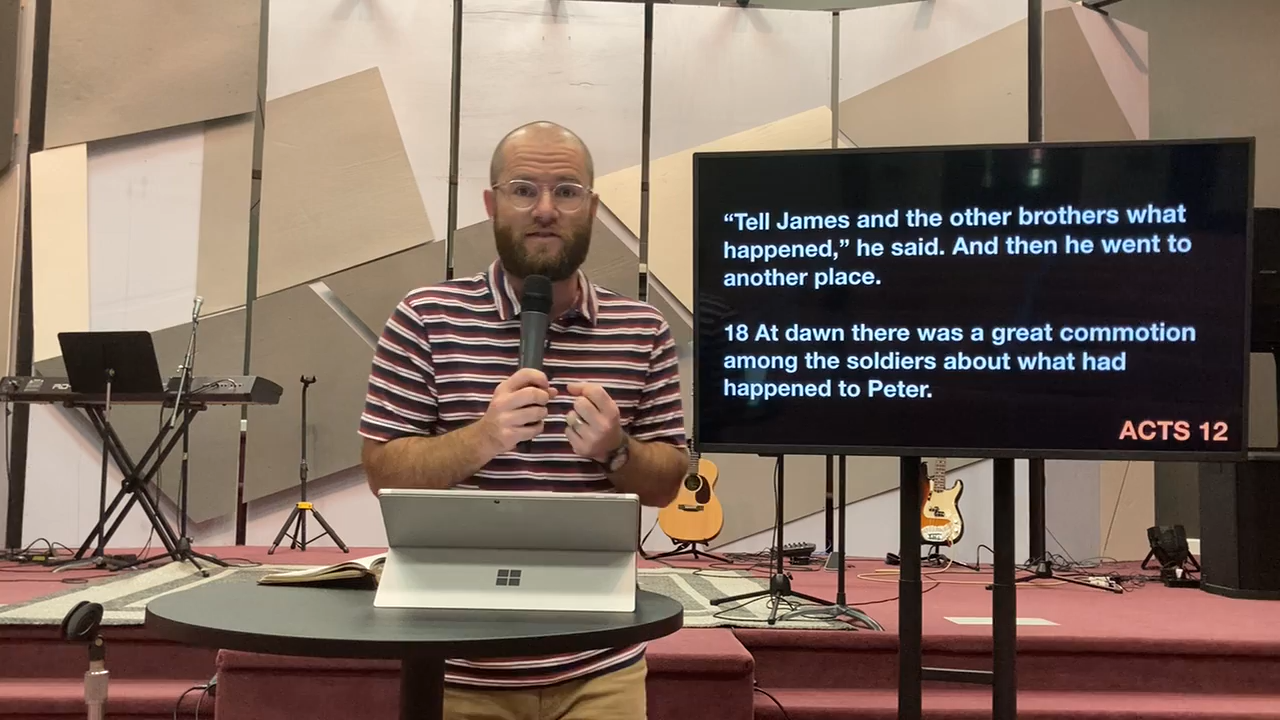 “Tell James and the other brothers what
happened,” he said. And then he went to
another place.
18 At dawn there was a great commotion
among the soldiers about what had
happened to Peter.
ACTS 12